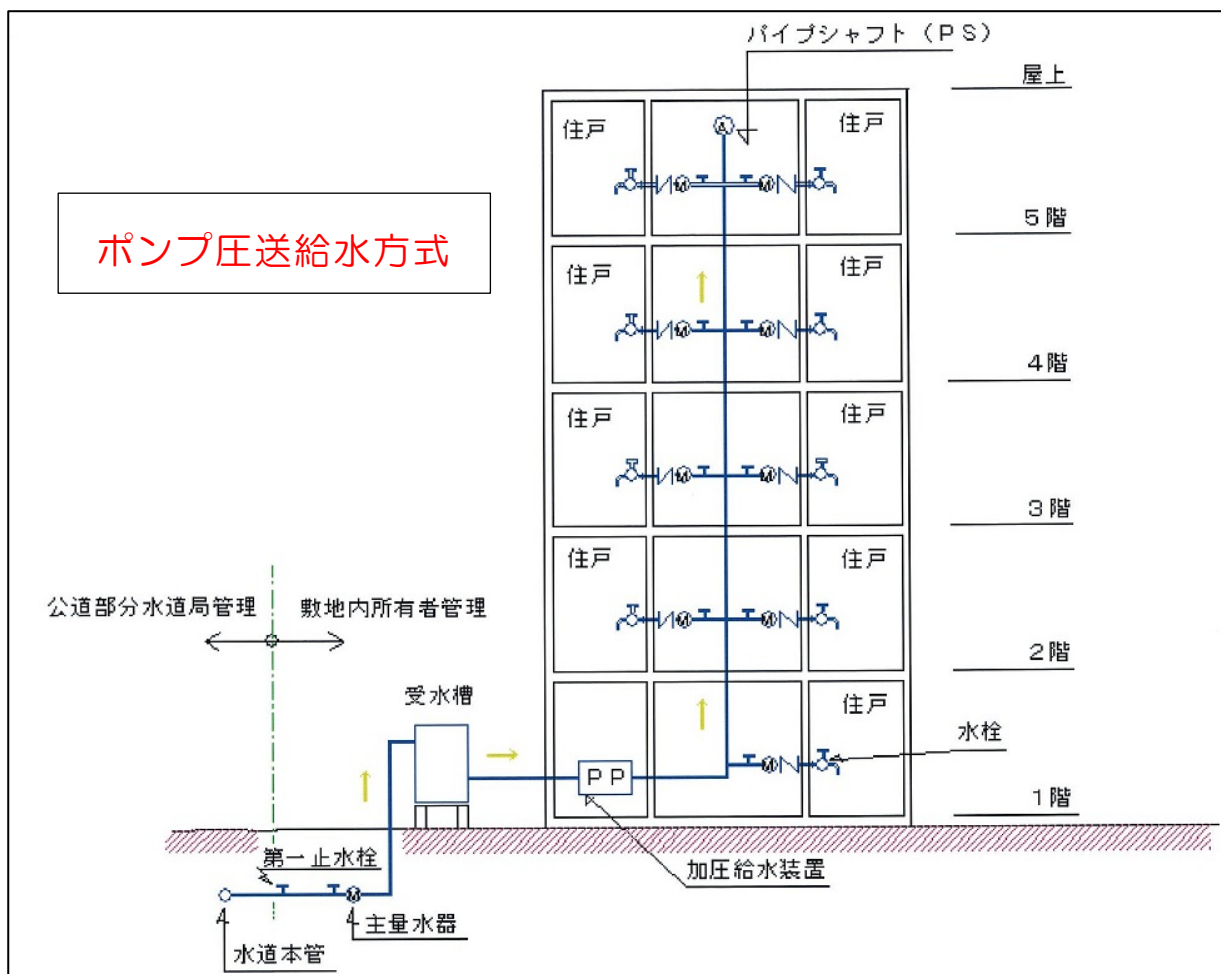 パイプシャフト（ＰＳ）
屋上
住戸
住戸
Ａ
Ｍ
Ｍ
ポンプ圧送給水方式
５階
住戸
住戸
Ｍ
Ｍ
４階
住戸
住戸
Ｍ
Ｍ
３階
住戸
住戸
Ｍ
Ｍ
公道部分水道局管理
敷地内所有者管理
２階
受水槽
住戸
水栓
Ｍ
ＰＰ
１階
第一止水栓
加圧給水装置
Ｍ
主量水器
水道本管